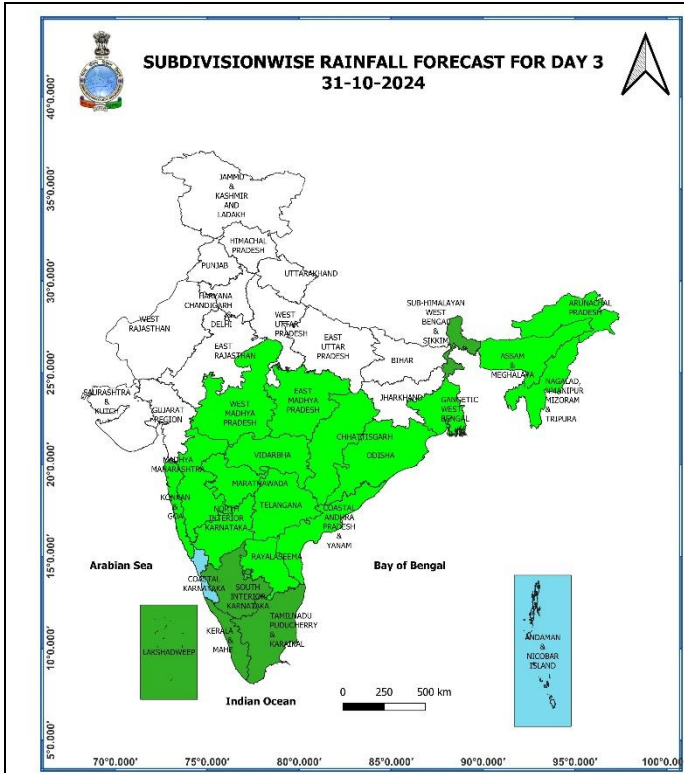 SUBDIVISIONWISE RAINFALL FORECAST FOR DAY 3
31-10-2024
40°0.000'
35°0.000'
30°0.000'
25°0.000'
20°0.000'
15°0.000'
10°0.000'
5°0.000'
JAMMU
&
KASHMIR
AND
LADAKH
HIMACHAL
PRADESH
PUNJAB
UTTARAKHAND
HARYANA
CHANDIGARH
&
DELHI
WEST
RAJASTHAN
WEST
UTTAR
PRADESH
EAST
RAJASTHAN
EAST
UTTAR
PRADESH
SUB-HIMALAYAN
WEST
BENGAL
&
SIKKIM
ARUNACHAL
PRADESH
BIHAR
ASSAM
&
MEGHALAYA
NAGALAD,
MANIPUR
MIZORAM
&
TRIPURA
SAURASHTRA
&
KUTCH
GUJARAT
REGION
WEST
MADHYA
PRADESH
EAST
MADHYA
PRADESH
JHARKHAND
GANGETIC
WEST
BENGAL
CHHATTISGARH
ODISHA
VIDARBHA
MADHYA
MAHARASHTRA
MARATHWADA
KONKAN
&
GOA
NORTH
INTERIOR
KARNATAKA
TELANGANA
COASTAL
ANDHRA
PRADESH
&
YANAM
RAYALASEEMA
Arabian Sea
Bay of Bengal
COASTAL
KARNATAKA
SOUTH
INTERIOR
KARNATAKA
TAMILNADU
PUDUCHERRY
&
KARAIKAL
KERALA
&
MAHE
LAKSHADWEEP
ANDAMAN
&
NICOBAR
ISLAND
Indian Ocean
0 250 500 km
70°0.000' 75°0.000' 80°0.000' 85°0.000' 90°0.000' 95°0.000'